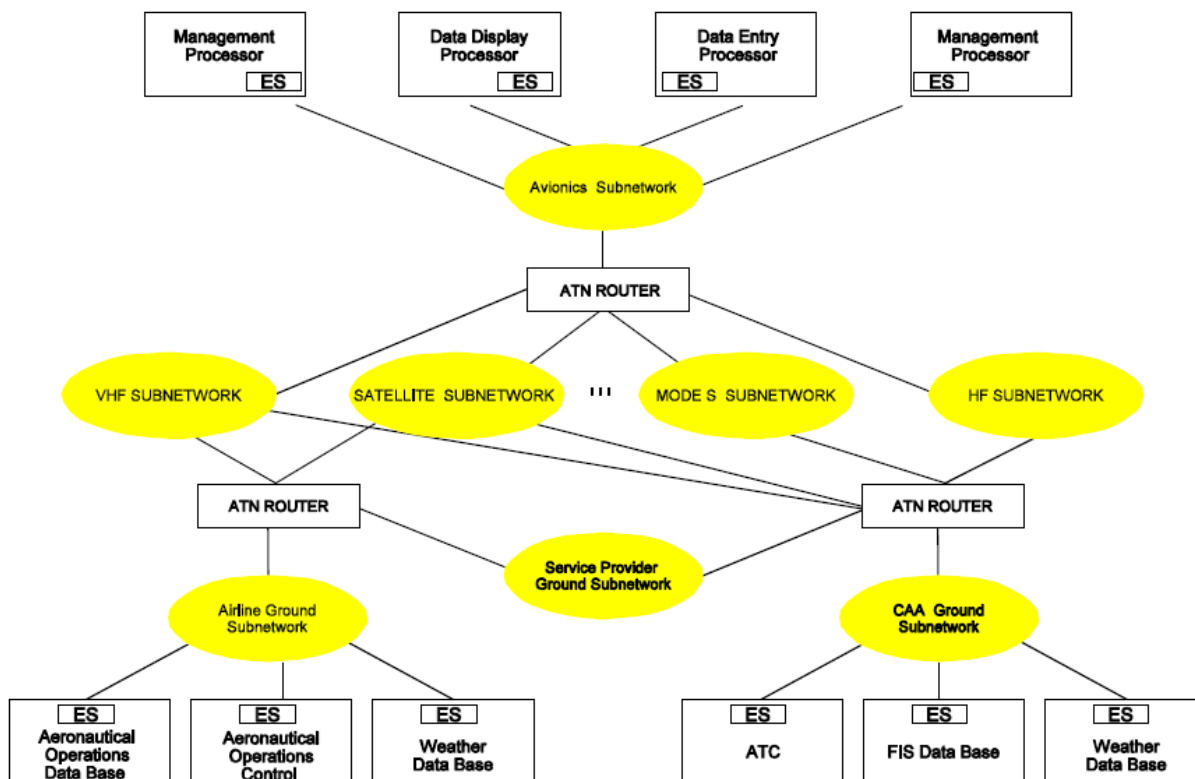 Management
Processor
ES
Data Display
Processor
ES
Data Entry
Processor
ES
Management
Processor
ES
Avionics Subnetwork
ATN ROUTER
VHF SUBNETWORK
SATELLITE SUBNETWORK
'''
MODE S SUBNETWORK
HF SUBNETWORK
ATN ROUTER
ATN ROUTER
Service Provider
Ground Subnetwork
Airline Ground
Subnetwork
CAA Ground
Subnetwork
ES
Aeronautical
Operations
Data Base
ES
Aeronautical
Operations
Control
ES
Weather
Data Base
ES
ATC
ES
FIS Data Base
ES
Weather
Data Base